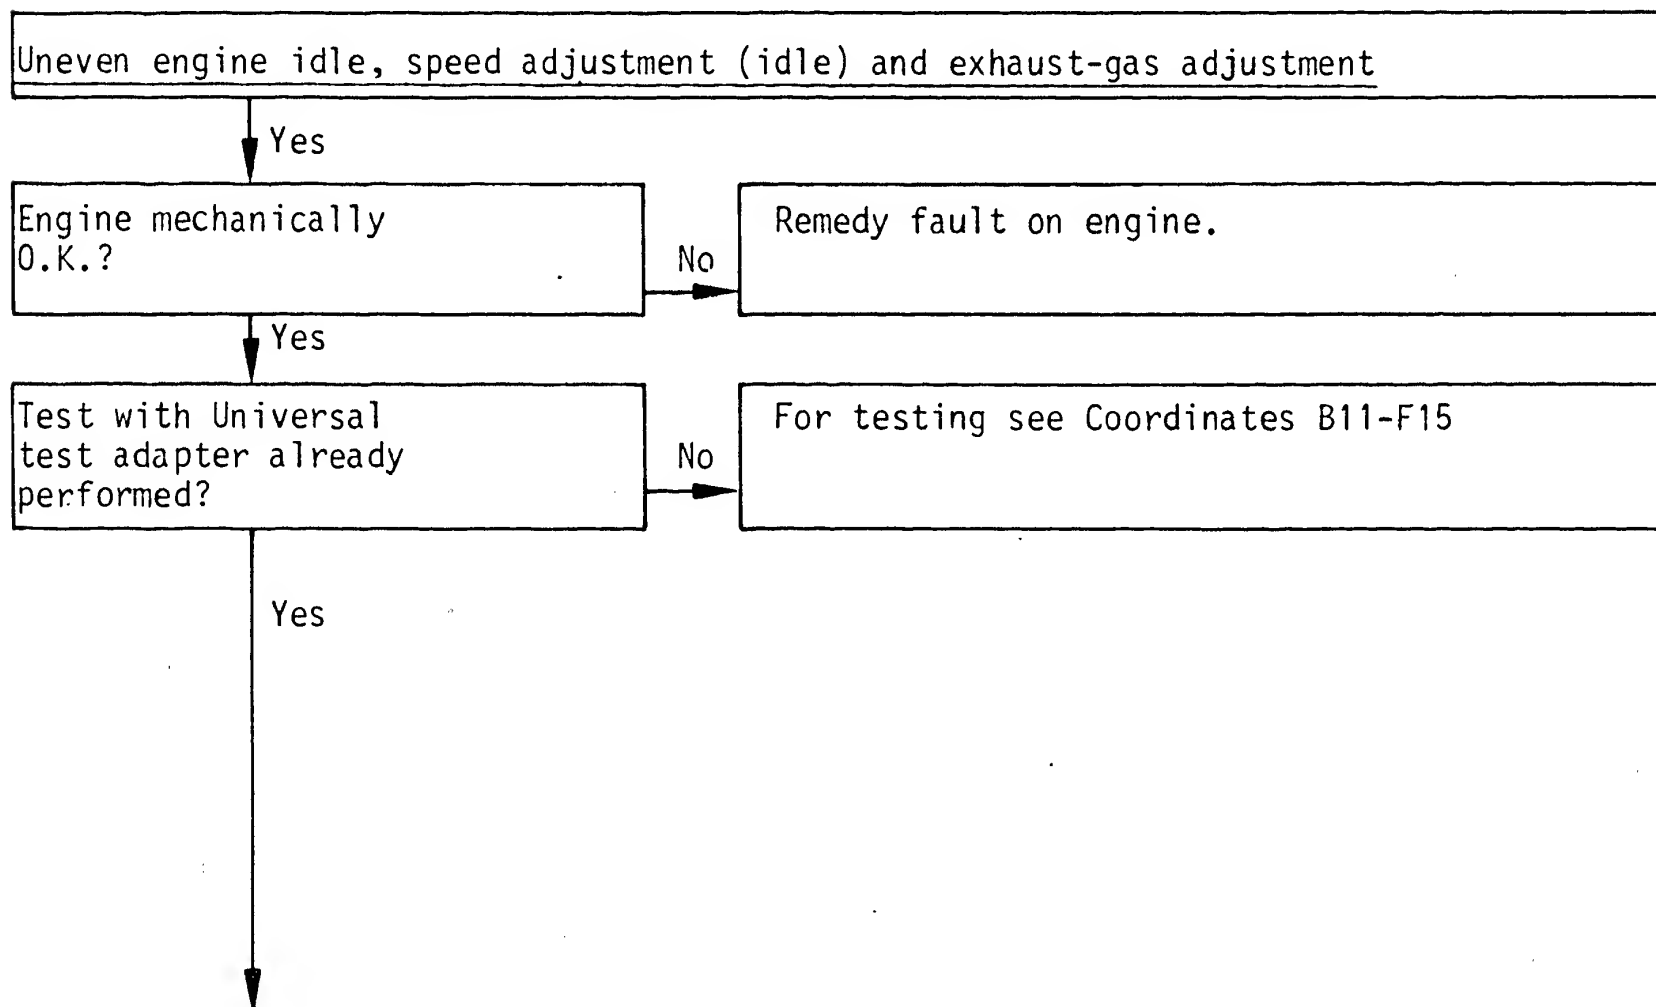 Uneven engine idle, speed adjustment (idle) and exhaust-gas adjustment
Yes
Engine mechanically
O.K.?
No
Remedy fault on engine.
Yes
Test with Universal
test adapter already
performed?
No
For testing see Coordinates B11-F15
Yes